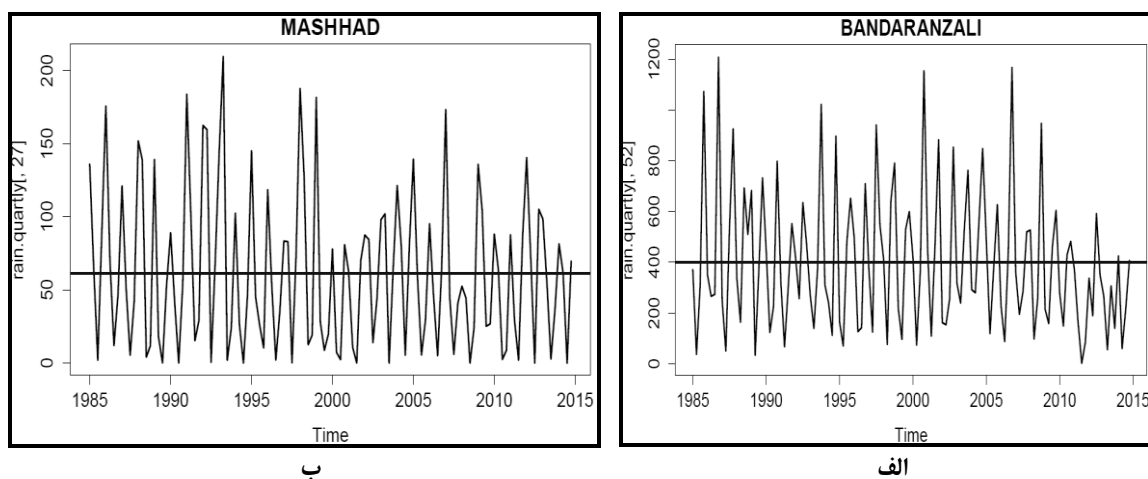 MASHHAD
rain.quartly[, 27]
200
150
100
50
0
1985 1990 1995 2000 2005 2010 2015
Time
ب
BANDARANZALI
rain.quartly[, 52]
1200
800
600
400
200
0
1985 1990 1995 2000 2005 2010 2015
Time
الف